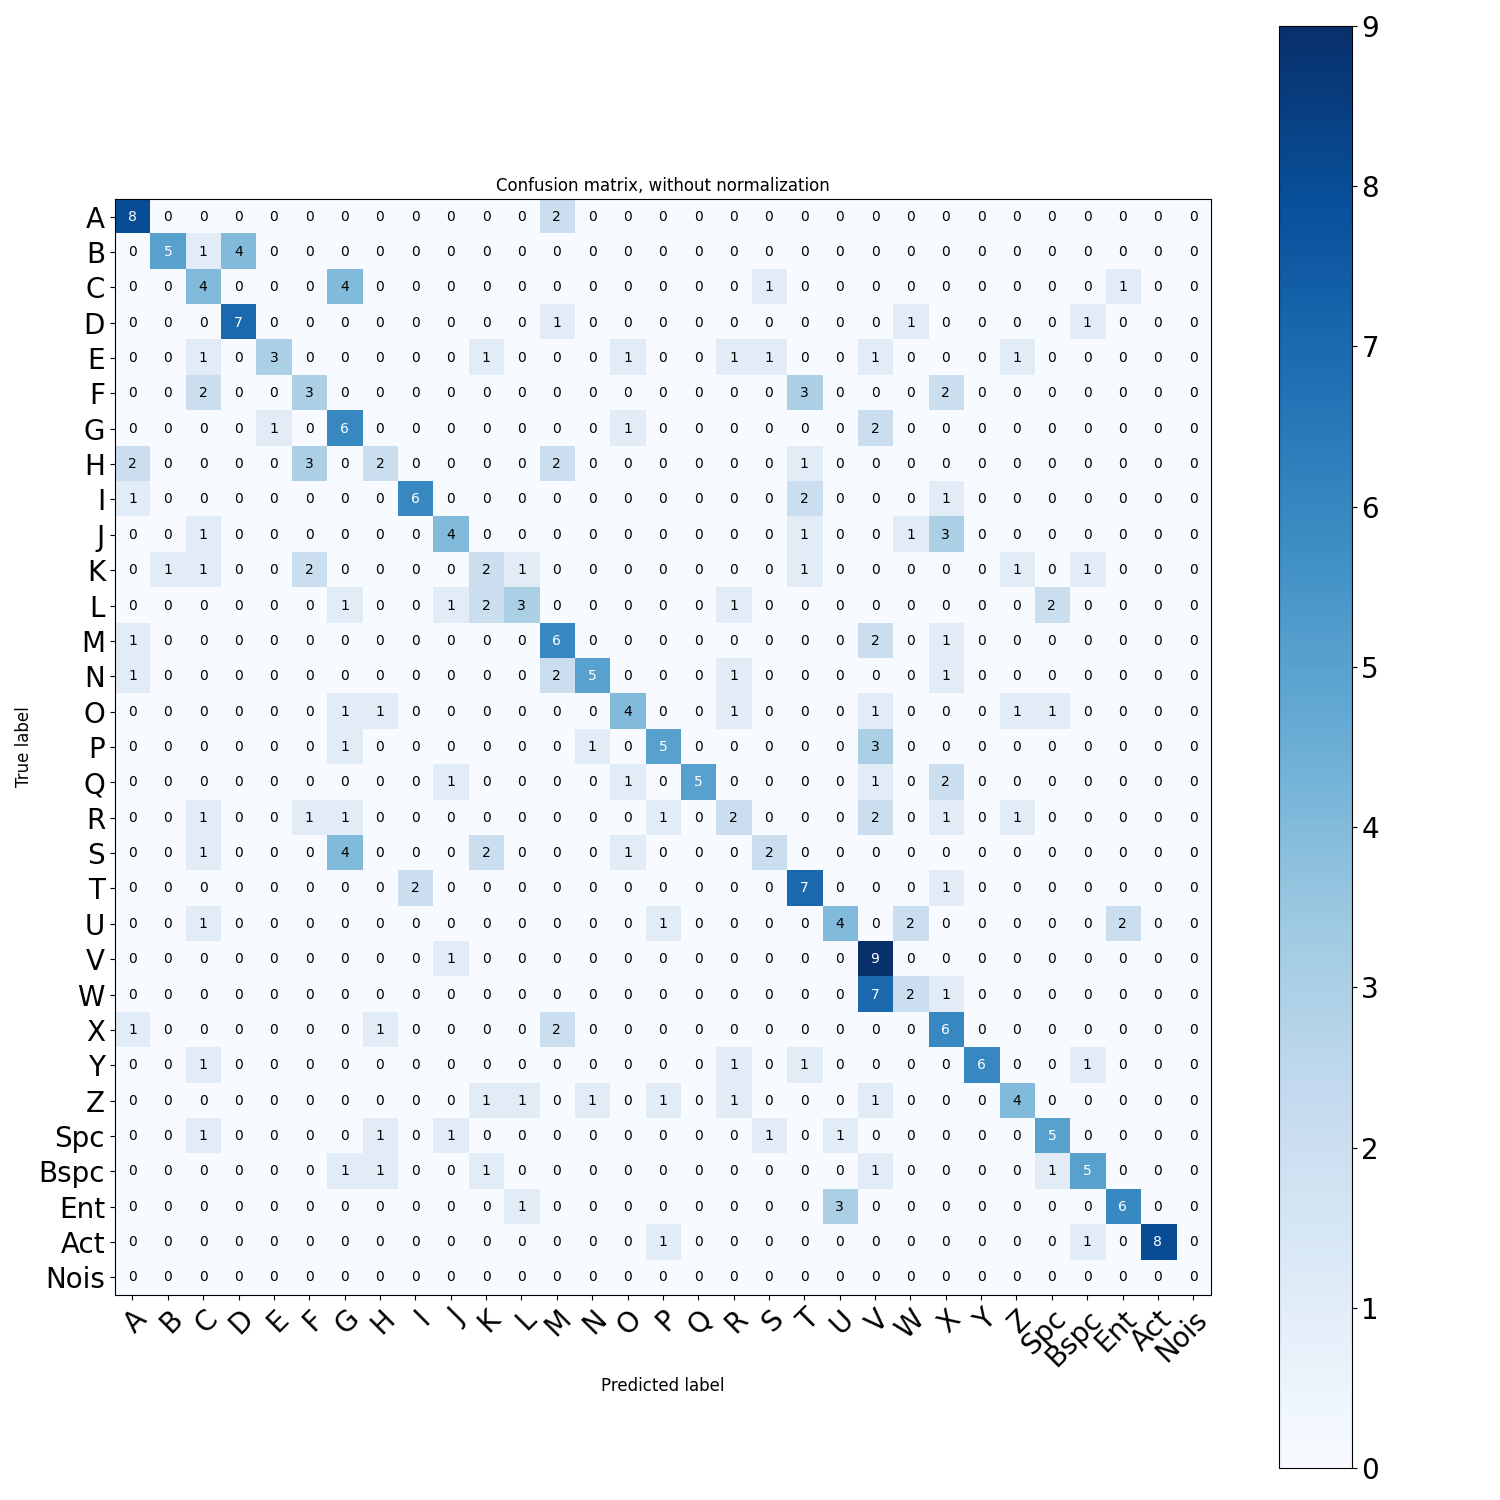 Confusion matrix, without normalization
A 8 0 0 0 0 0 0 0 0 0 0 0 2 0 0 0 0 0 0 0 0 0 0 0 0 0 0 0 0 0 0
B 0 5 1 4 0 0 0 0 0 0 0 0 0 0 0 0 0 0 0 0 0 0 0 0 0 0 0 0 0 0 0
C 0 0 4 0 0 0 4 0 0 0 0 0 0 0 0 0 0 0 1 0 0 0 0 0 0 0 0 0 1 0 0
D 0 0 0 7 0 0 0 0 0 0 0 0 1 0 0 0 0 0 0 0 0 0 1 0 0 0 0 1 0 0 0
E 0 0 1 0 3 0 0 0 0 0 1 0 0 0 1 0 0 1 1 0 0 1 0 0 0 1 0 0 0 0 0
F 0 0 2 0 0 3 0 0 0 0 0 0 0 0 0 0 0 0 0 3 0 0 0 2 0 0 0 0 0 0 0
G 0 0 0 0 1 0 6 0 0 0 0 0 0 0 1 0 0 0 0 0 0 2 0 0 0 0 0 0 0 0 0
H 2 0 0 0 0 3 0 2 0 0 0 0 2 0 0 0 0 0 0 1 0 0 0 0 0 0 0 0 0 0 0
I 1 0 0 0 0 0 0 0 6 0 0 0 0 0 0 0 0 0 0 2 0 0 0 1 0 0 0 0 0 0 0
J 0 0 1 0 0 0 0 0 0 4 0 0 0 0 0 0 0 0 0 1 0 0 1 3 0 0 0 0 0 0 0
K 0 1 1 0 0 2 0 0 0 0 2 1 0 0 0 0 0 0 0 1 0 0 0 0 0 1 0 1 0 0 0
L 0 0 0 0 0 0 1 0 0 1 2 3 0 0 0 0 0 1 0 0 0 0 0 0 0 0 2 0 0 0 0
M 1 0 0 0 0 0 0 0 0 0 0 0 6 0 0 0 0 0 0 0 0 2 0 1 0 0 0 0 0 0 0
N 1 0 0 0 0 0 0 0 0 0 0 0 2 5 0 0 0 1 0 0 0 0 0 1 0 0 0 0 0 0 0
O 0 0 0 0 0 0 1 1 0 0 0 0 0 0 4 0 0 1 0 0 0 1 0 0 0 1 1 0 0 0 0
P 0 0 0 0 0 0 1 0 0 0 0 0 0 1 0 5 0 0 0 0 0 3 0 0 0 0 0 0 0 0 0
Q 0 0 0 0 0 0 0 0 0 1 0 0 0 0 1 0 5 0 0 0 0 1 0 2 0 0 0 0 0 0 0
R 0 0 1 0 0 1 1 0 0 0 0 0 0 0 0 1 0 2 0 0 0 2 0 1 0 1 0 0 0 0 0
S 0 0 1 0 0 0 4 0 0 0 2 0 0 0 1 0 0 0 2 0 0 0 0 0 0 0 0 0 0 0 0
T 0 0 0 0 0 0 0 0 2 0 0 0 0 0 0 0 0 0 0 7 0 0 0 1 0 0 0 0 0 0 0
U 0 0 1 0 0 0 0 0 0 0 0 0 0 0 0 1 0 0 0 0 4 0 2 0 0 0 0 0 2 0 0
V 0 0 0 0 0 0 0 0 0 1 0 0 0 0 0 0 0 0 0 0 0 9 0 0 0 0 0 0 0 0 0
W 0 0 0 0 0 0 0 0 0 0 0 0 0 0 0 0 0 0 0 0 0 7 2 1 0 0 0 0 0 0 0
X 1 0 0 0 0 0 0 1 0 0 0 0 2 0 0 0 0 0 0 0 0 0 0 6 0 0 0 0 0 0 0
Y 0 0 1 0 0 0 0 0 0 0 0 0 0 0 0 0 0 1 0 1 0 0 0 0 6 0 0 1 0 0 0
Z 0 0 0 0 0 0 0 0 0 0 1 1 0 1 0 1 0 1 0 0 0 1 0 0 0 4 0 0 0 0 0
Spc 0 0 1 0 0 0 0 1 0 1 0 0 0 0 0 0 0 0 1 0 1 0 0 0 0 0 5 0 0 0 0
Bspc 0 0 0 0 0 0 1 1 0 0 1 0 0 0 0 0 0 0 0 0 0 1 0 0 0 0 1 5 0 0 0
Ent 0 0 0 0 0 0 0 0 0 0 0 1 0 0 0 0 0 0 0 0 3 0 0 0 0 0 0 0 6 0 0
Act 0 0 0 0 0 0 0 0 0 0 0 0 0 0 0 1 0 0 0 0 0 0 0 0 0 0 0 1 0 8 0
Nois 0 0 0 0 0 0 0 0 0 0 0 0 0 0 0 0 0 0 0 0 0 0 0 0 0 0 0 0 0 0 0
A B C D E F G H I J K L M N O P Q R S T U V W X Y Z Spc Bspc Ent Act Nois
Predicted label
True label
9
8
7
6
5
4
3
2
1
0